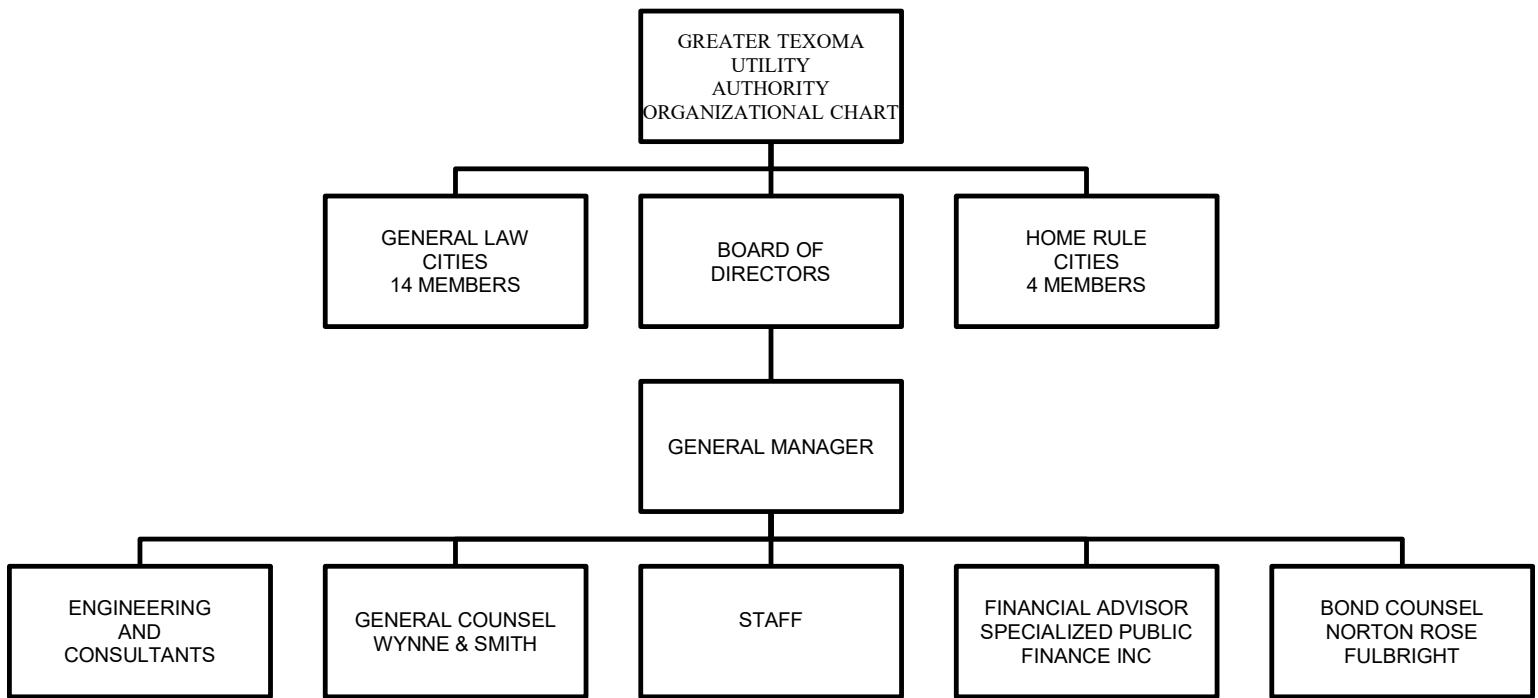 GREATER TEXOMA
UTILITY
AUTHORITY
ORGANIZATIONAL CHART
GENERAL LAW
CITIES
14 MEMBERS
BOARD OF
DIRECTORS
HOME RULE
CITIES
4 MEMBERS
GENERAL MANAGER
ENGINEERING
AND
CONSULTANTS
GENERAL COUNSEL
WYNNE & SMITH
STAFF
FINANCIAL ADVISOR
SPECIALIZED PUBLIC
FINANCE INC
BOND COUNSEL
NORTON ROSE
FULBRIGHT